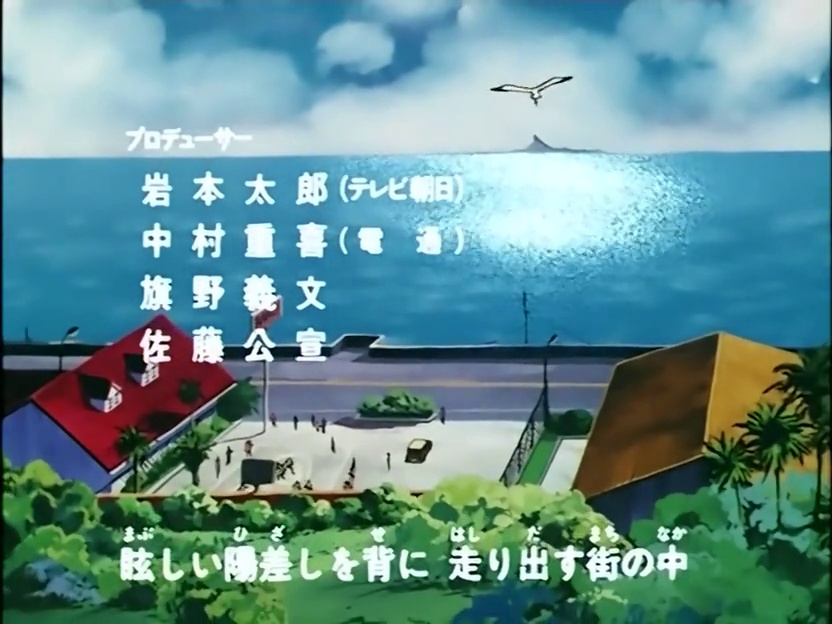 プロデューサー
岩本太郎(テレビ朝日)
中村重喜(電通)
旗野義文
佐藤公宣
まぶ ひざ せ はし だ まち なか
眩しい陽差しを背に 走り出す街の中